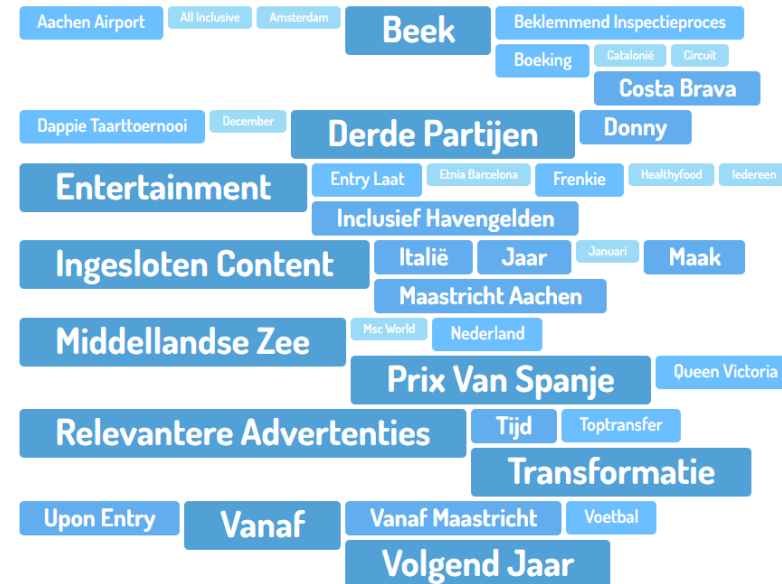 Aachen Airport All Inclusive Amsterdam Beek Beklemmend Inspectieproces
Boeking Catalonië Circuit
Costa Brava
Dappie Taarttoernooi December Derde Partijen Donny
Entertainment Entry Laat Etnia Barcelona Frenkie Healthyfood Iedereen
Inclusief Havengelden
Ingesloten Content Italië Jaar Januari Maak
Maastricht Aachen
Middellandse Zee Msc World Nederland
Prix Van Spanje Queen Victoria
Relevantere Advertenties Tijd Toptransfer
Transformatie
Upon Entry Vanaf Vanaf Maastricht Voetbal
Volgend Jaar